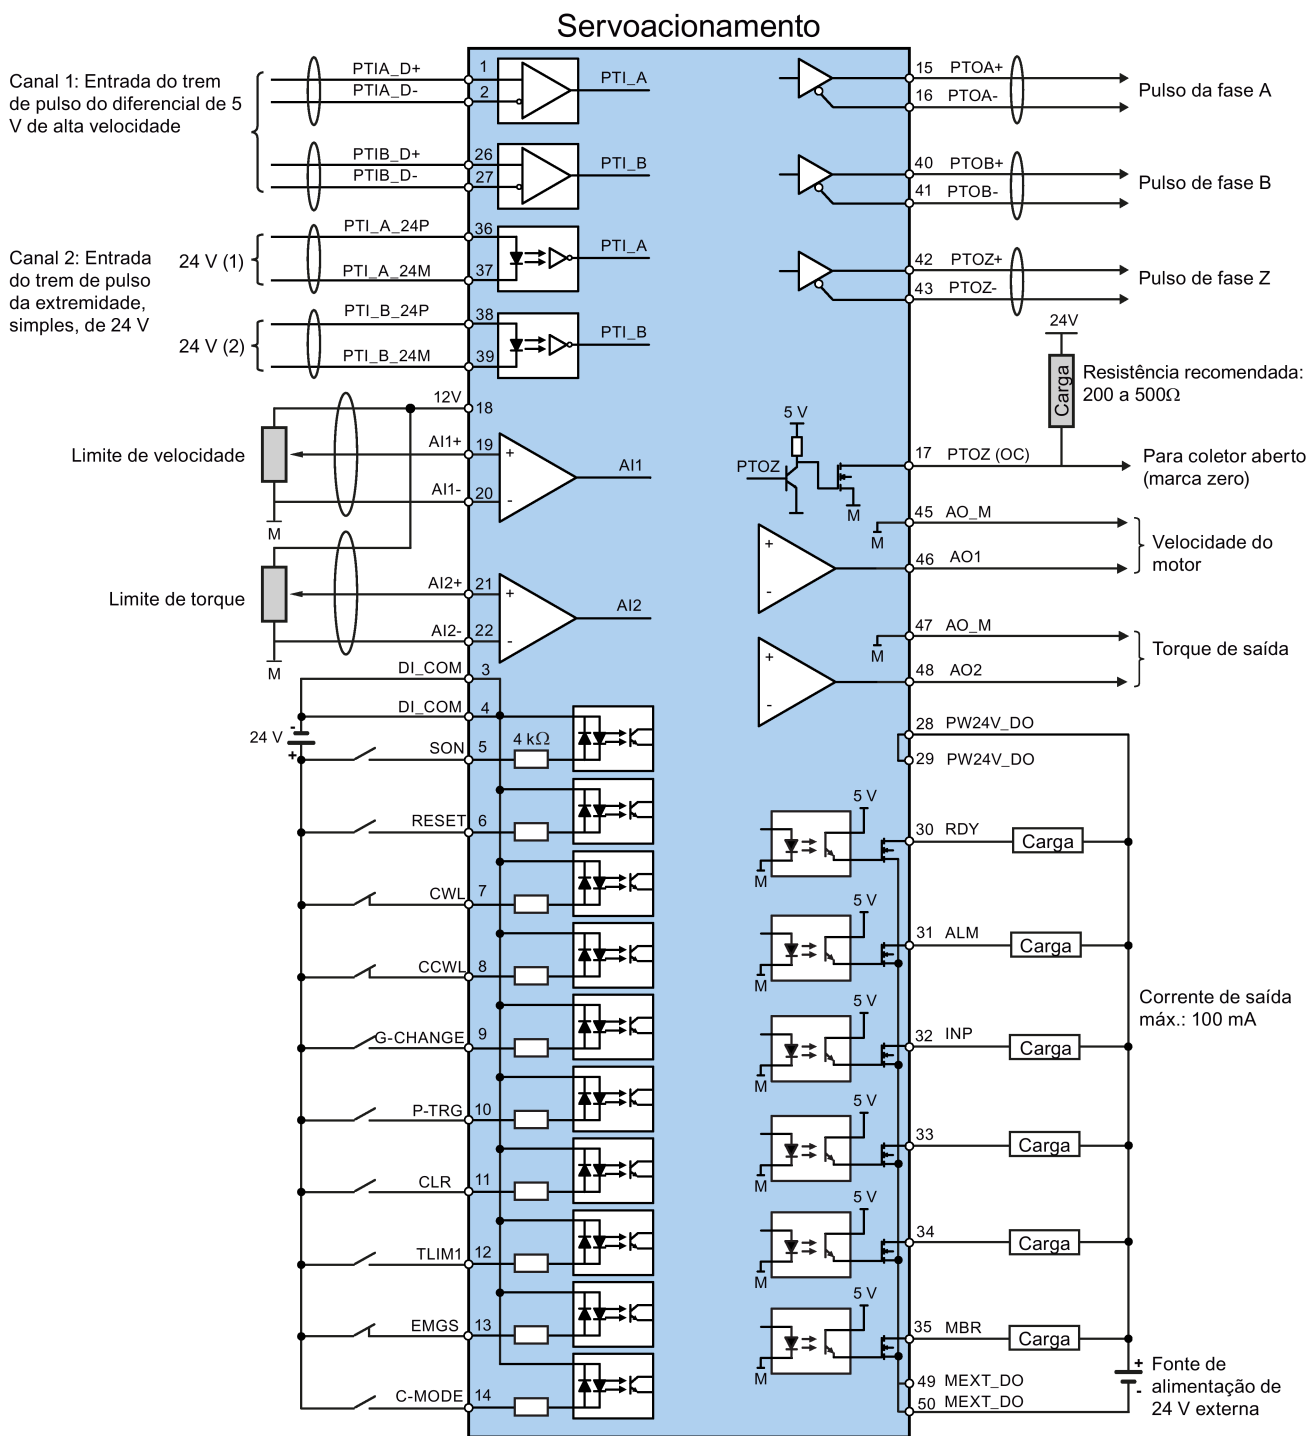 Servoacionamento
Canal 1: Entrada do trem
de pulso do diferencial de 5
V de alta velocidade
PTIA_D+
1
PTIA_D-
2
PTI_A
PTIB_D+
26
PTIB_D-
27
PTI_B
Canal 2: Entrada
do trem de pulso
da extremidade,
simples, de 24 V
24 V (1)
PTI_A_24P
36
PTI_A_24M
37
PTI_A
24 V (2)
PTI_B_24P
38
PTI_B_24M
39
PTI_B
12V
18
Limite de velocidade
AI1+
19
+
AI1
AI1-
20
-
M
Limite de torque
AI2+
21
+
AI2
AI2-
22
-
M
DI_COM
3
DI_COM
4
24 V
-
+
SON
5
4 kΩ
RESET
6
CWL
7
CCWL
8
G-CHANGE
9
P-TRG
10
CLR
11
TLIM1
12
EMGS
13
C-MODE
14
15
PTOA+
16
PTOA-
Pulso da fase A
40
PTOB+
41
PTOB-
Pulso de fase B
42
PTOZ+
43
PTOZ-
Pulso de fase Z
24V
Carga
Resistência recomendada:
200 a 500Ω
5 V
PTOZ
M
17
PTOZ (OC)
Para coletor aberto
(marca zero)
45
AO_M
M
+
-
46
AO1
Velocidade do
motor
47
AO_M
M
+
-
48
AO2
Torque de saída
28
PW24V_DO
29
PW24V_DO
5 V
M
30
RDY
Carga
5 V
M
31
ALM
Carga
Corrente de saída
máx.: 100 mA
5 V
M
32
INP
Carga
5 V
M
33
Carga
5 V
M
34
Carga
5 V
M
35
MBR
Carga
49
MEXT_DO
50
MEXT_DO
+
-
Fonte de
alimentação de
24 V externa